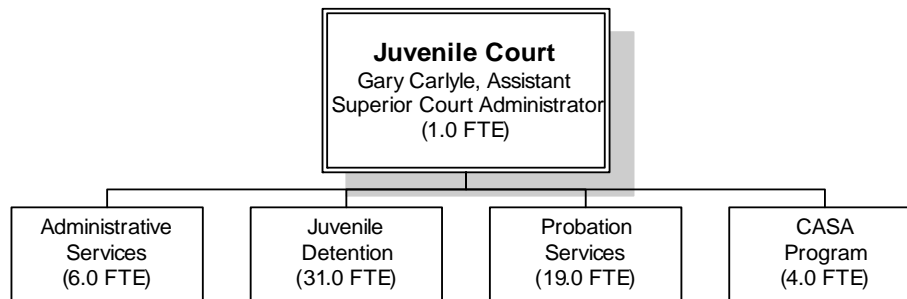 Juvenile Court
Gary Carlyle, Assistant
Superior Court Administrator
(1.0 FTE)
Administrative
Services
(6.0 FTE)
Juvenile
Detention
(31.0 FTE)
Probation
Services
(19.0 FTE)
CASA
Program
(4.0 FTE)